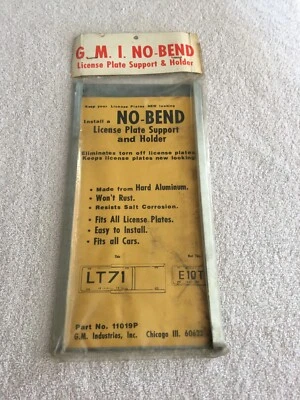 G. M. I. NO-BEND
License Plate Support & Holder
Keep your License Plates NEW looking
Install a
NO-BEND
License Plate Support
and Holder
Eliminates torn off license plates
Keeps license plates new looking
• Made from Hard Aluminum.
• Won't Rust.
• Resists Salt Corrosion.
• Fits All License Plates.
• Easy to Install.
• Fits all Cars.
LT71
E10T
Part No. 11019P
G.M. Industries, Inc. Chicago Ill.